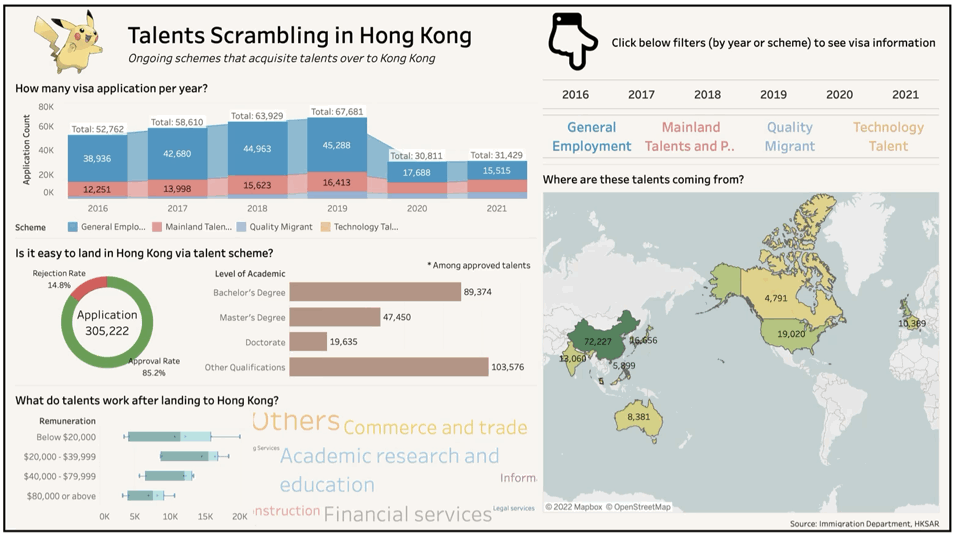 Talents Scrambling in Hong Kong
Ongoing schemes that acquisite talents over to Kong Kong
Click below filters (by year or scheme) to see visa information
2016 2017 2018 2019 2020 2021
General Employment
Mainland Talents and P..
Quality Migrant
Technology Talent
How many visa application per year?
Application Count
80K
60K
40K
20K
0K
Total: 52,762
Total: 58,610
Total: 63,929
Total: 67,681
Total: 30,811
Total: 31,429
38,936
42,680
44,963
45,288
17,688
15,515
12,251
13,998
15,623
16,413
2016 2017 2018 2019 2020 2021
Scheme
General Emplo...
Mainland Talen...
Quality Migrant
Technology Tal...
Is it easy to land in Hong Kong via talent scheme?
* Among approved talents
Rejection Rate
14.8%
Application
305,222
Approval Rate
85.2%
Level of Academic
Bachelor's Degree 89,374
Master's Degree 47,450
Doctorate 19,635
Other Qualifications 103,576
What do talents work after landing to Hong Kong?
Remuneration
Below $20,000
$20,000 - $39,999
$40,000 - $79,999
$80,000 or above
0K 5K 10K 15K 20K
Others
Commerce and trade
g Services
Academic research and
education
Inform
nstruction
Financial services
Legal services
Where are these talents coming from?
4,791
19,020
10,389
72,227
13,060
5,899
8,381
© 2022 Mapbox © OpenStreetMap
Source: Immigration Department, HKSAR